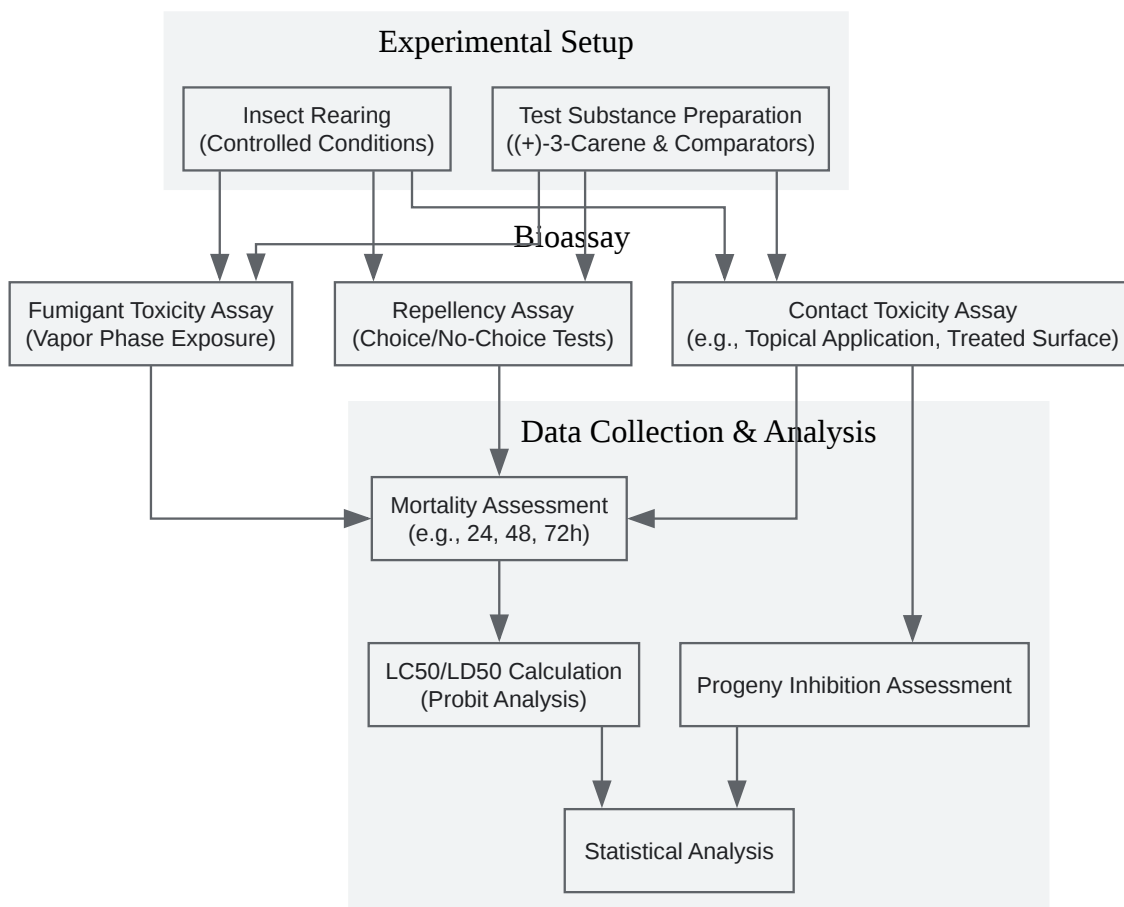 Experimental Setup
Insect Rearing
(Controlled Conditions)
Test Substance Preparation
((+)-3-Carene & Comparators)
Bioassay
Fumigant Toxicity Assay
(Vapor Phase Exposure)
Repellency Assay
(Choice/No-Choice Tests)
Contact Toxicity Assay
(e.g., Topical Application, Treated Surface)
Data Collection & Analysis
Mortality Assessment
(e.g., 24, 48, 72h)
LC50/LD50 Calculation
(Probit Analysis)
Progeny Inhibition Assessment
Statistical Analysis